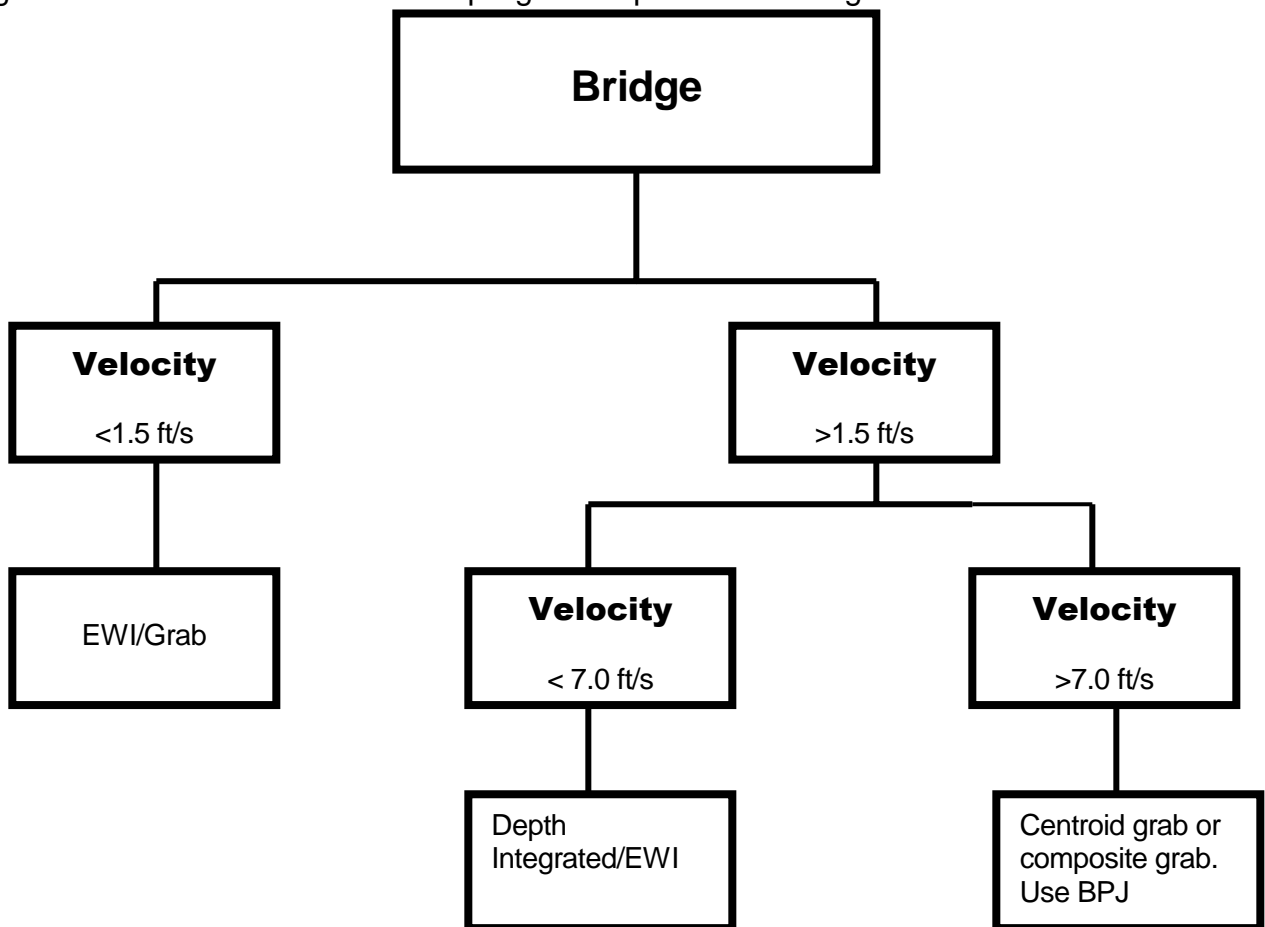 Bridge
Velocity
<1.5 ft/s
Velocity
>1.5 ft/s
EWI/Grab
Velocity
< 7.0 ft/s
Velocity
>7.0 ft/s
Depth
Integrated/EWI
Centroid grab or
composite grab.
Use BPJ